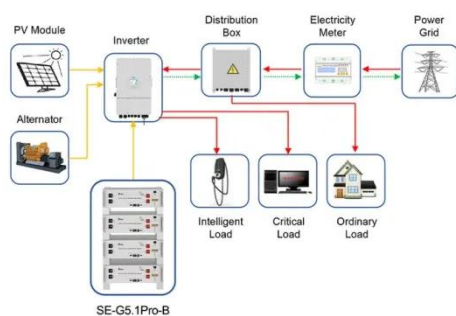 PV Module
Inverter
Distribution
Box
Electricity
Meter
Power
Grid
Alternator
Intelligent
Load
Critical
Load
Ordinary
Load
SE-G5.1Pro-B